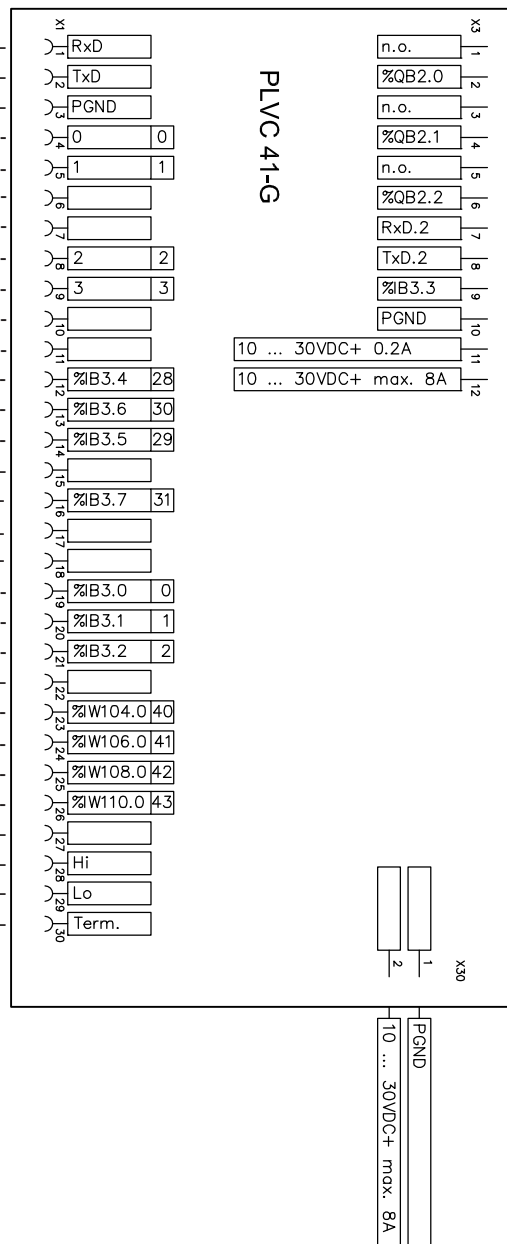 X1
1 RxD
2 TxD
3 PGND
4 0 0
5 1 1
6
7
8 2 2
9 3 3
10
11
12 %IB3.4 28
13 %IB3.6 30
14 %IB3.5 29
15
16 %IB3.7 31
17
18
19 %IB3.0 0
20 %IB3.1 1
21 %IB3.2 2
22
23 %IW104.0 40
24 %IW106.0 41
25 %IW108.0 42
26 %IW110.0 43
27
28 Hi
29 Lo
30 Term.
PLVC 41-G
X3
n.o. 1
%QB2.0 2
n.o. 3
%QB2.1 4
n.o. 5
%QB2.2 6
RxD.2 7
TxD.2 8
%IB3.3 9
PGND 10
10 ... 30VDC+ 0.2A 11
10 ... 30VDC+ max. 8A 12
X30
1
2
PGND
10 ... 30VDC+ max. 8A